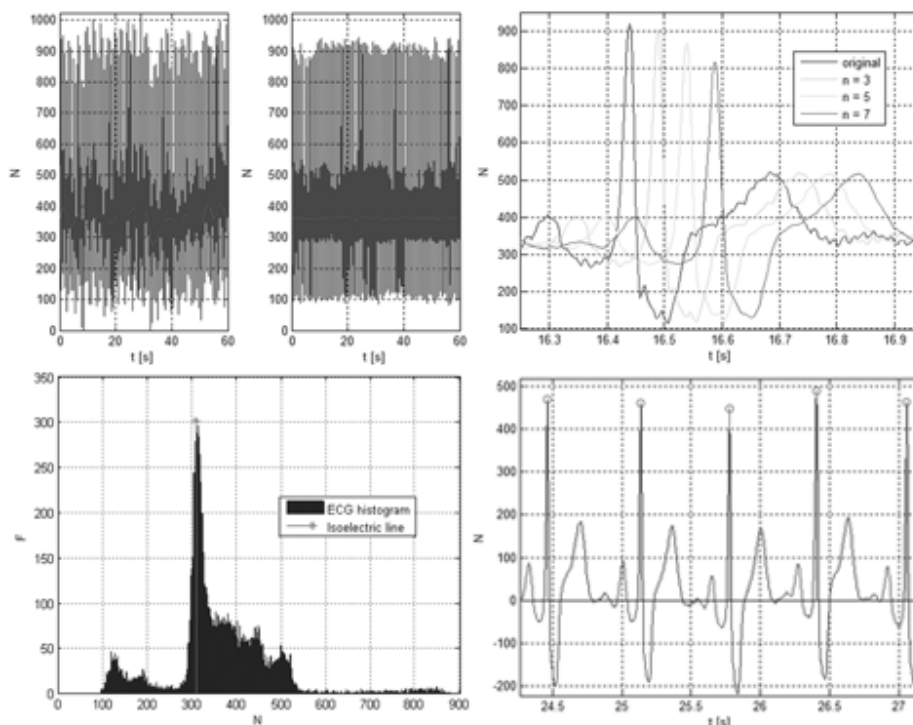 1000
900
800
700
600
500
400
300
200
100
0
N
0 20 40 60
t [s]
1000
900
800
700
600
500
400
300
200
100
0
N
0 20 40 60
t [s]
900
800
700
600
500
400
300
200
100
N
original
n = 3
n = 5
n = 7
16.3 16.4 16.5 16.6 16.7 16.8 16.9
t [s]
350
300
250
200
150
100
50
0
F
ECG histogram
Isoelectric line
0 100 200 300 400 500 600 700 800 900
N
500
400
300
200
100
0
-100
-200
N
24.5 25 25.5 26 26.5 27
t [s]